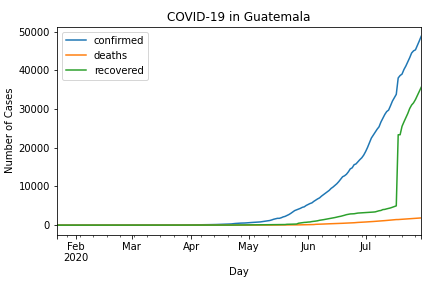 COVID-19 in Guatemala
confirmed
deaths
recovered
Number of Cases
50000
40000
30000
20000
10000
0
Feb
2020
Mar
Apr
May
Jun
Jul
Day